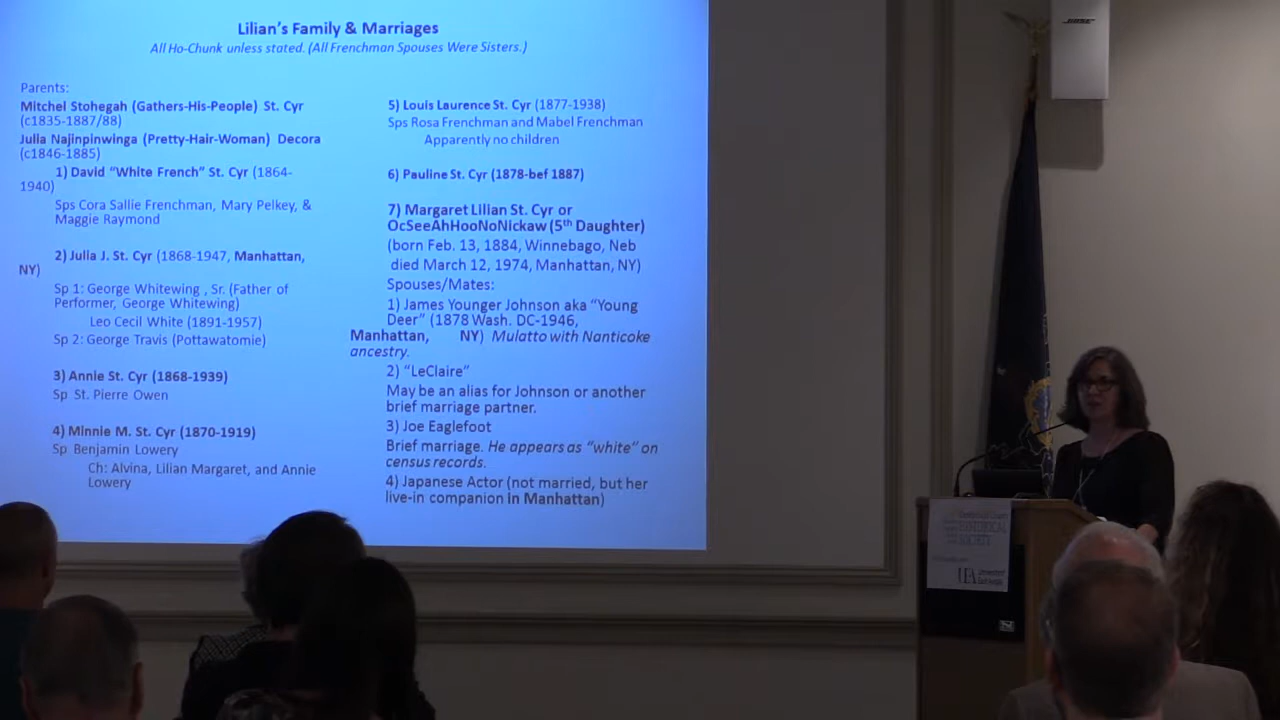 Lilian's Family & Marriages
All Ho-Chunk unless stated. (All Frenchman Spouses Were Sisters.)
Parents:
Mitchel Stohegah (Gathers-His-People) St. Cyr
(c1835-1887/88)
Julia Najinpinwinga (Pretty-Hair-Woman) Decora
(c1846-1885)
1) David "White French" St. Cyr (1864-
1940)
Sps Cora Sallie Frenchman, Mary Pelkey, &
Maggie Raymond
2) Julia J. St. Cyr (1868-1947, Manhattan,
NY)
Sp 1: George Whitewing , Sr. (Father of
Performer, George Whitewing)
Leo Cecil White (1891-1957)
Sp 2: George Travis (Pottawatomie)
3) Annie St. Cyr (1868-1939)
Sp St. Pierre Owen
4) Minnie M. St. Cyr (1870-1919)
Sp Benjamin Lowery
Ch: Alvina, Lilian Margaret, and Annie
Lowery
5) Louis Laurence St. Cyr (1877-1938)
Sps Rosa Frenchman and Mabel Frenchman
Apparently no children
6) Pauline St. Cyr (1878-bef 1887)
7) Margaret Lilian St. Cyr or
OcSeeAhHooNoNickaw (5th Daughter)
(born Feb. 13, 1884, Winnebago, Neb
died March 12, 1974, Manhattan, NY)
Spouses/Mates:
1) James Younger Johnson aka "Young
Deer" (1878 Wash. DC-1946,
Manhattan, NY) Mulatto with Nanticoke
ancestry.
2) "LeClaire"
May be an alias for Johnson or another
brief marriage partner.
3) Joe Eaglefoot
Brief marriage. He appears as "white" on
census records.
4) Japanese Actor (not married, but her
live-in companion in Manhattan)
BOSE
HISTORICAL
SOCIETY